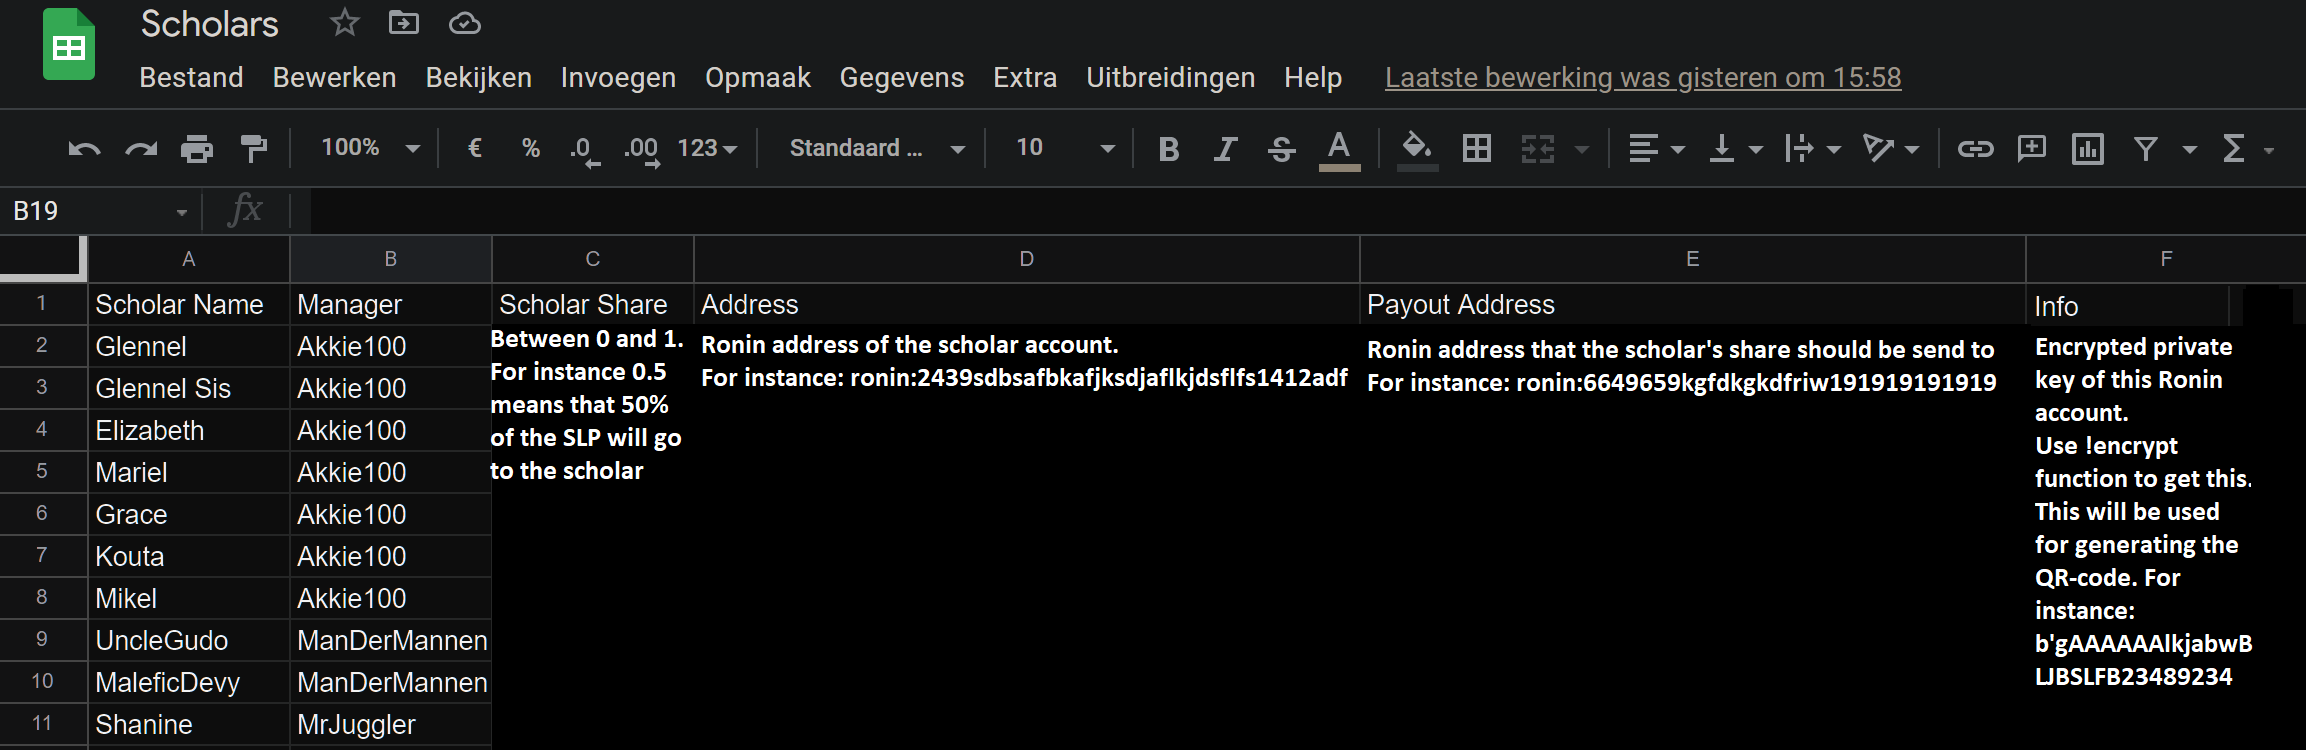 Scholars
Bestand Bewerken Bekijken Invoegen Opmaak Gegevens Extra Uitbreidingen Help Laatste bewerking was gisteren om 15:58
100% € % .0 .00 123 Standaard ... 10 B I S A Σ
B19 fx
A B C D E F
1 Scholar Name Manager Scholar Share Address Payout Address Info
2 Glennel Akkie100
3 Glennel Sis Akkie100
4 Elizabeth Akkie100
5 Mariel Akkie100
6 Grace Akkie100
7 Kouta Akkie100
8 Mikel Akkie100
9 UncleGudo ManDerMannen
10 MaleficDevy ManDerMannen
11 Shanine MrJuggler
Between 0 and 1.
For instance 0.5
means that 50%
of the SLP will go
to the scholar
Ronin address of the scholar account.
For instance: ronin:2439sdbsafbkafjksdjaflkjdsflfs1412adf
Ronin address that the scholar's share should be send to
For instance: ronin:6649659kgfdkgkdfriw191919191919
Encrypted private
key of this Ronin
account.
Use !encrypt
function to get this.
This will be used
for generating the
QR-code. For
instance:
b'gAAAAAAlkjabwB
LJBSLFB23489234